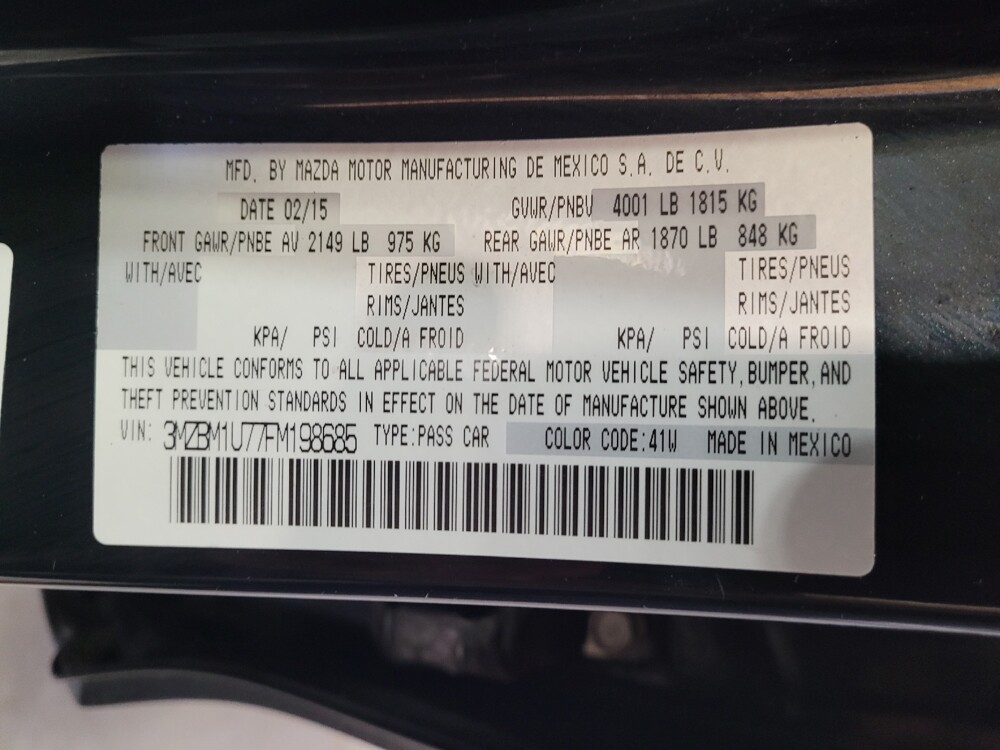 MFD. BY MAZDA MOTOR MANUFACTURING DE MEXICO S.A. DE C.V.
DATE 02/15 GVWR/PNBV 4001 LB 1815 KG
FRONT GAWR/PNBE AV 2149 LB 975 KG REAR GAWR/PNBE AR 1870 LB 848 KG
WITH/AVEC TIRES/PNEUS WITH/AVEC TIRES/PNEUS
RIMS/JANTES RIMS/JANTES
KPA/ PSI COLD/A FROID KPA/ PSI COLD/A FROID
THIS VEHICLE CONFORMS TO ALL APPLICABLE FEDERAL MOTOR VEHICLE SAFETY, BUMPER, AND
THEFT PREVENTION STANDARDS IN EFFECT ON THE DATE OF MANUFACTURE SHOWN ABOVE.
VIN: 3MZBM1U77FM198685 TYPE:PASS CAR COLOR CODE:41W MADE IN MEXICO